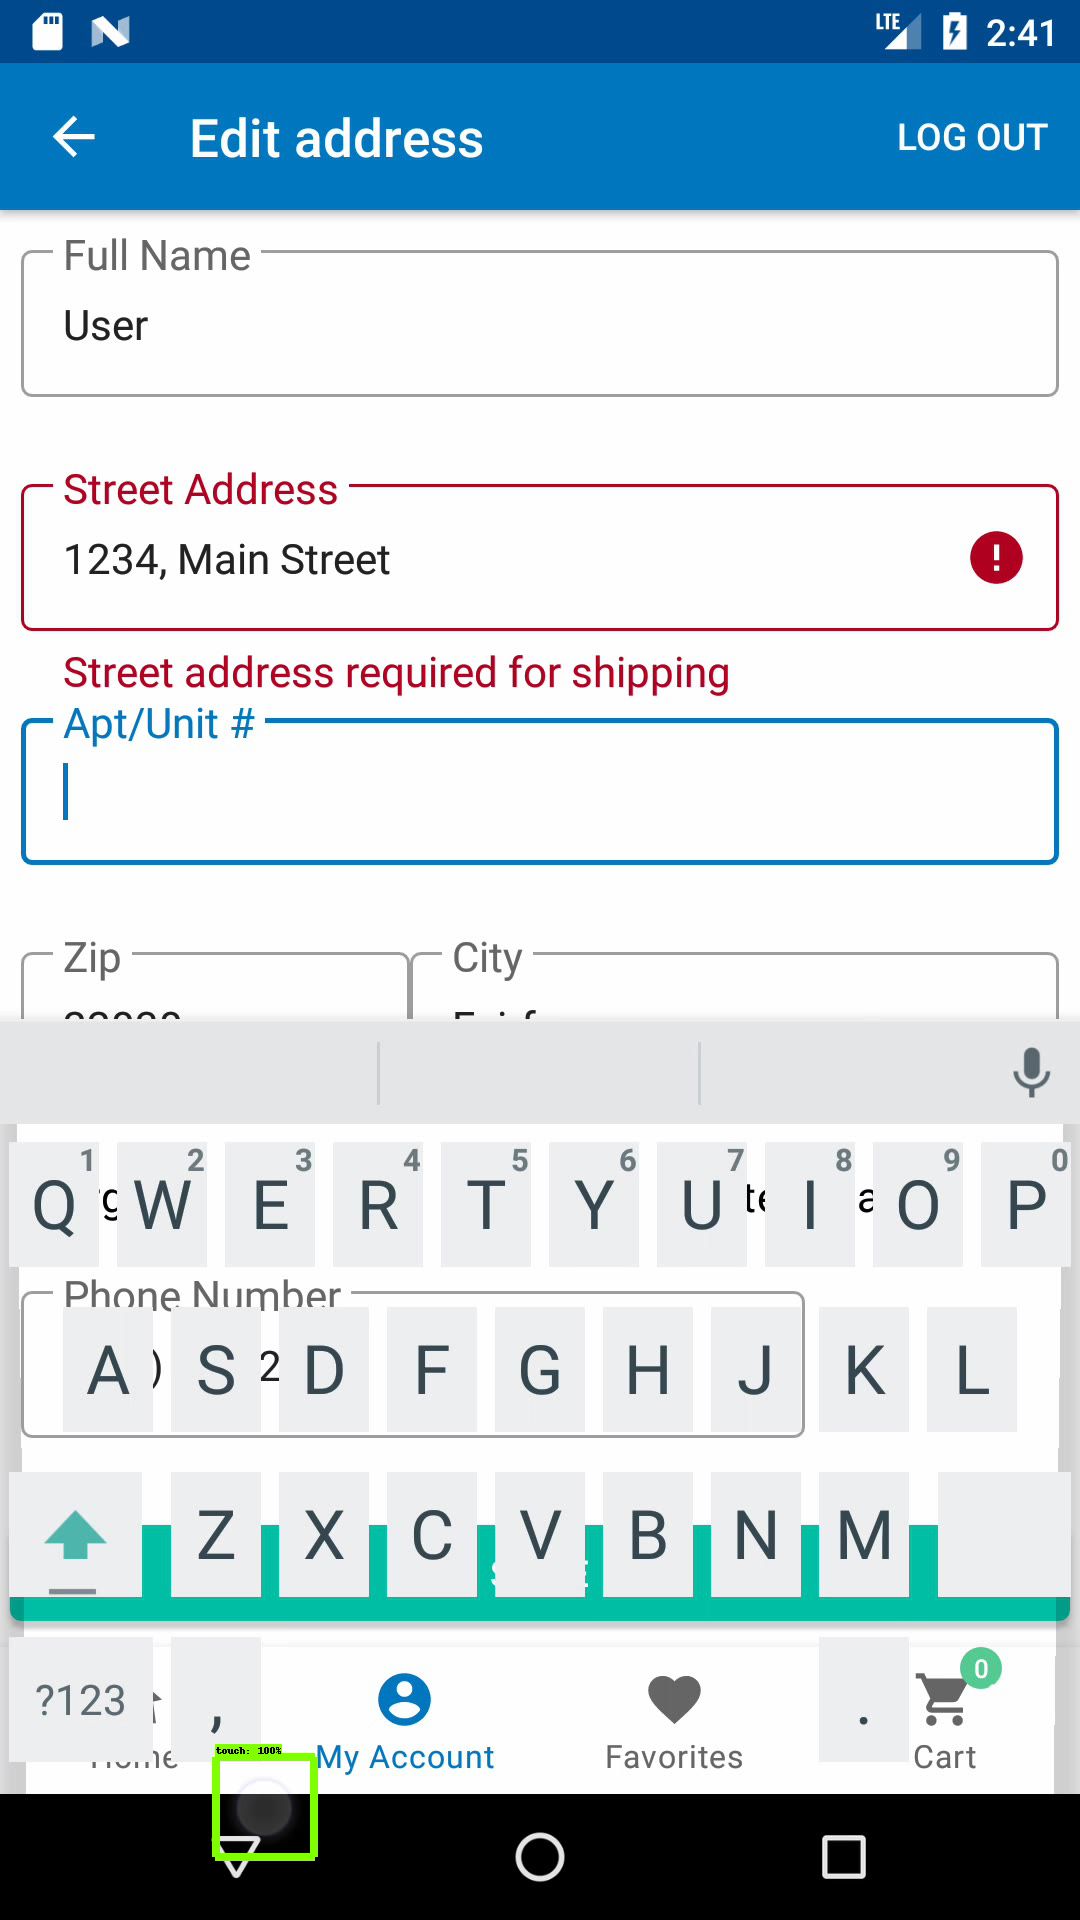 LTE 2:41
Edit address LOG OUT
Full Name
User
Street Address
1234, Main Street
Street address required for shipping
Apt/Unit #
Zip City
1 2 3 4 5 6 7 8 9 0
Q W E R T Y U I O P
Phone Number
A S D F G H J K L
Z X C V B N M
?123 , . 0
Home My Account Favorites Cart
touch: 100%